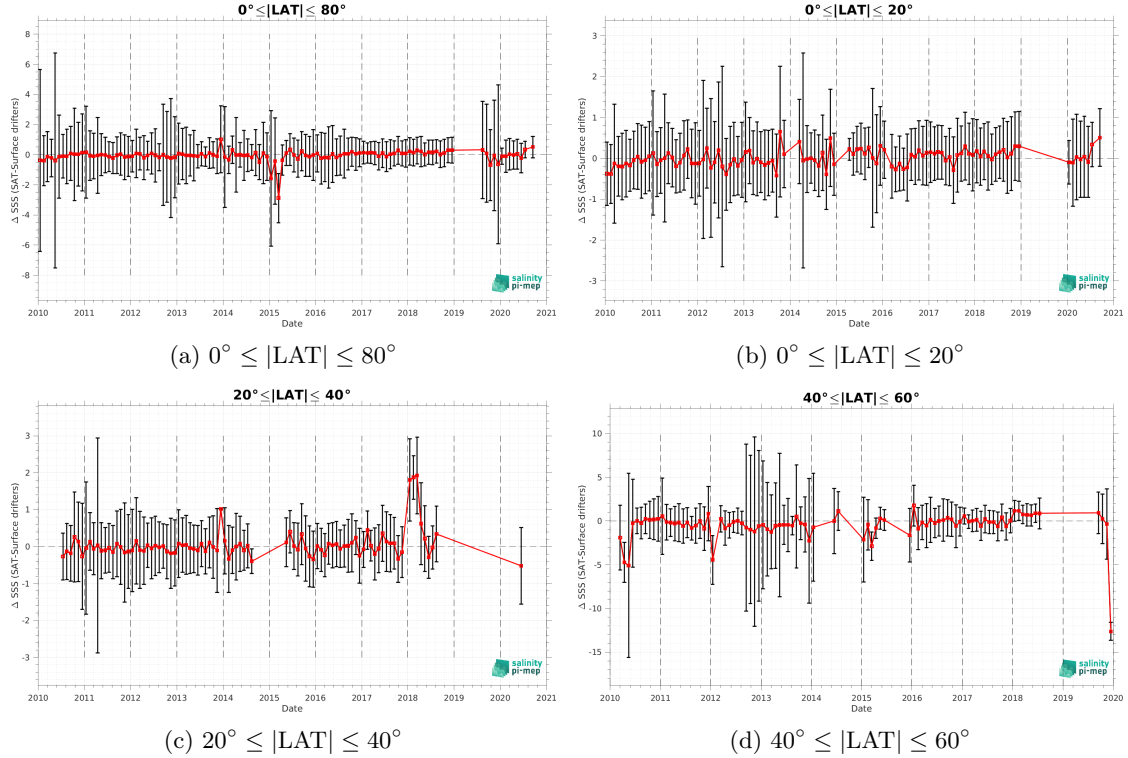 0°≤|LAT|≤ 80°
Δ SSS (SAT-Surface drifters)
8
6
4
2
0
-2
-4
-6
-8
2010 2011 2012 2013 2014 2015 2016 2017 2018 2019 2020 2021
Date
salinity
pi-mep
(a) 0° ≤ |LAT| ≤ 80°
0°≤|LAT|≤ 20°
Δ SSS (SAT-Surface drifters)
3
2
1
0
-1
-2
-3
2010 2011 2012 2013 2014 2015 2016 2017 2018 2019 2020 2021
Date
salinity
pi-mep
(b) 0° ≤ |LAT| ≤ 20°
20°≤|LAT|≤ 40°
Δ SSS (SAT-Surface drifters)
3
2
1
0
-1
-2
-3
2010 2011 2012 2013 2014 2015 2016 2017 2018 2019 2020 2021
Date
salinity
pi-mep
(c) 20° ≤ |LAT| ≤ 40°
40°≤|LAT|≤ 60°
Δ SSS (SAT-Surface drifters)
10
5
0
-5
-10
-15
2010 2011 2012 2013 2014 2015 2016 2017 2018 2019 2020
Date
salinity
pi-mep
(d) 40° ≤ |LAT| ≤ 60°